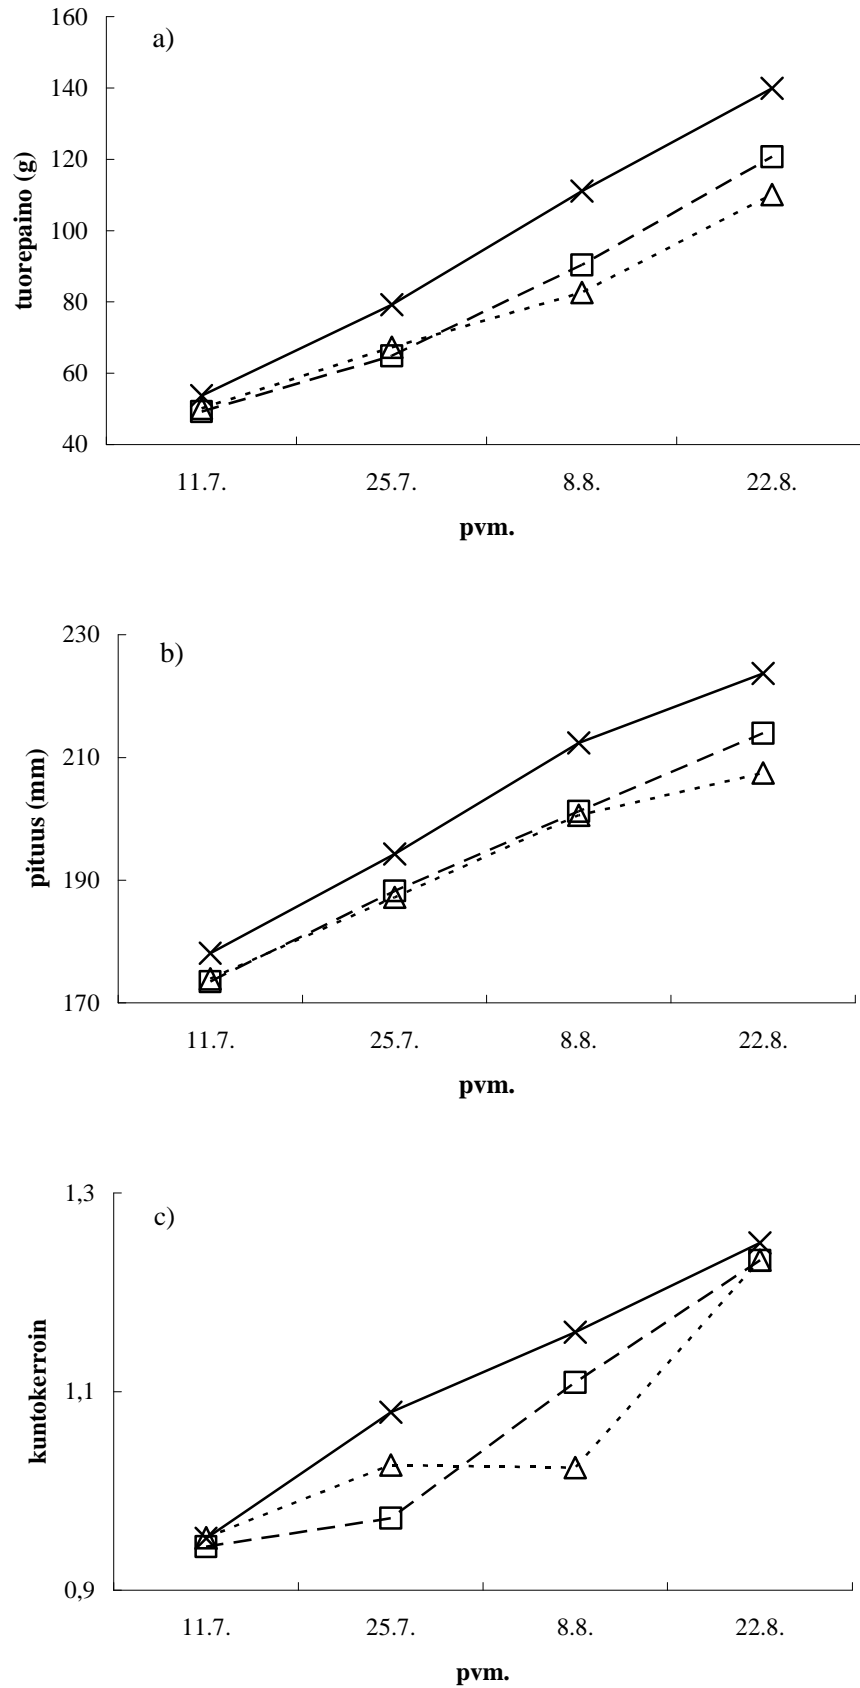 160
a)
140
120
100
80
60
40
tuorepaino (g)
11.7. 25.7. 8.8. 22.8.
pvm.
230
b)
210
190
170
pituus (mm)
11.7. 25.7. 8.8. 22.8.
pvm.
1,3
c)
1,1
0,9
kuntokerroin
11.7. 25.7. 8.8. 22.8.
pvm.